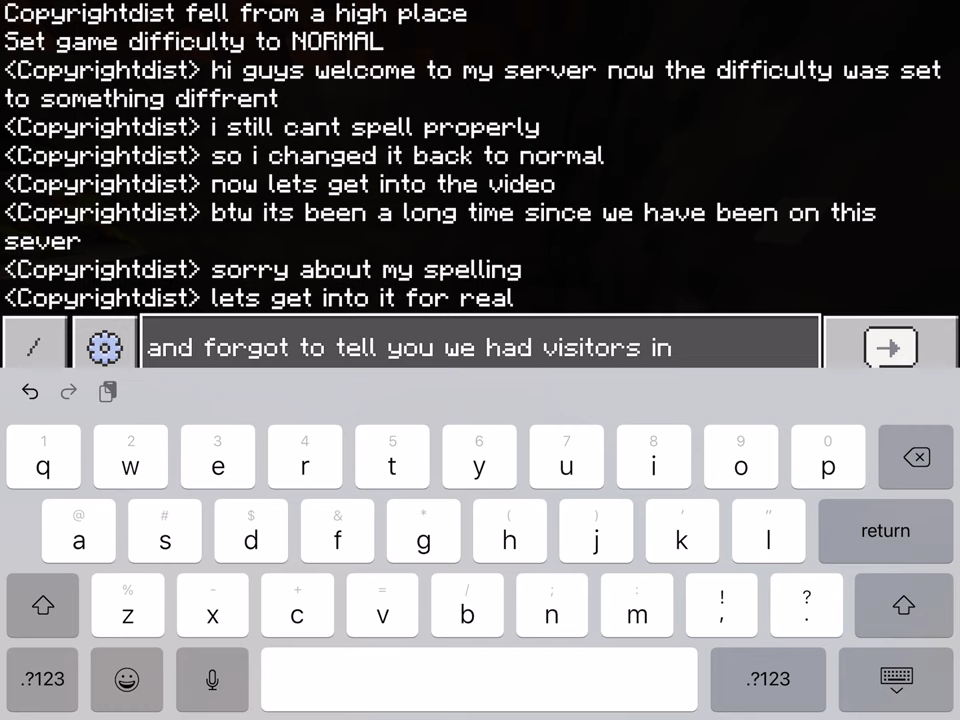 Copyrightdist fell from a high place
Set game difficulty to NORMAL
<Copyrightdist> hi guys welcome to my server now the difficulty was set
to something diffrent
<Copyrightdist> i still cant spell properly
<Copyrightdist> so i changed it back to normal
<Copyrightdist> now lets get into the video
<Copyrightdist> btw its been a long time since we have been on this
sever
<Copyrightdist> sorry about my spelling
<Copyrightdist> lets get into it for real
/ and forgot to tell you we had visitors in
1 2 3 4 5 6 7 8 9 0
q w e r t y u i o p
@ # $ & * ( ) ' "
a s d f g h j k l return
% - + = / ; : ! ?
z x c v b n m , .
.?123 .?123